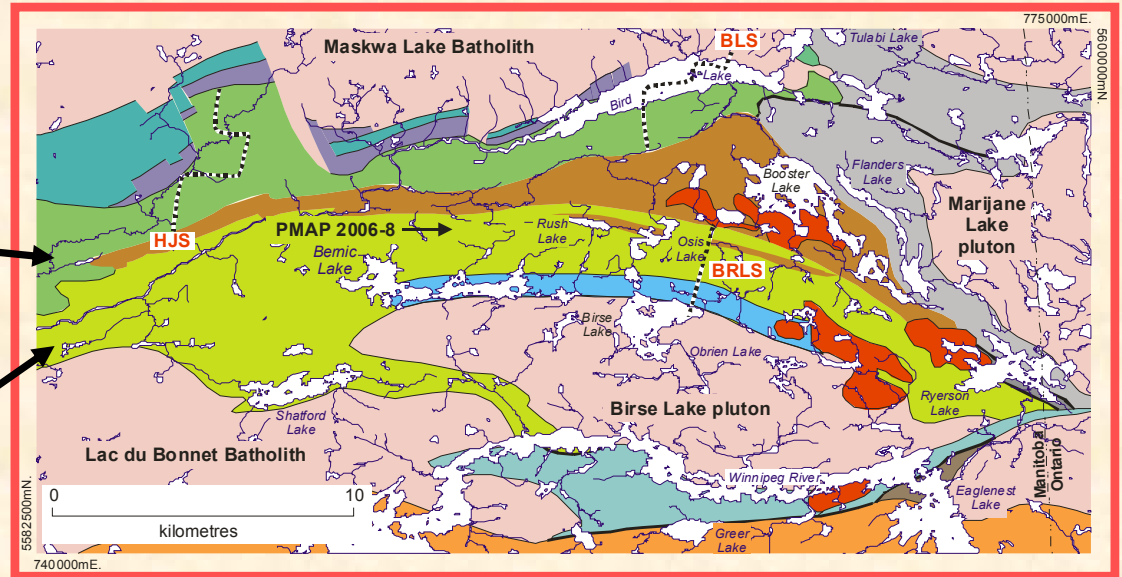 775000mE.
5600000mN.
Maskwa Lake Batholith
BLS
Tulabi Lake
Lake
Bird
Flanders
Lake
Booster
Lake
Marijane
Lake
pluton
HJS
PMAP 2006-8
Rush
Lake
Bernic
Lake
Osis
Lake
BRLS
Birse
Lake
Obrien Lake
Ryerson
Lake
Shatford
Lake
Birse Lake pluton
Lac du Bonnet Batholith
Winnipeg River
Manitoba
Ontario
Eaglenest
Lake
0 10
kilometres
Greer
Lake
5582500mN.
740000mE.